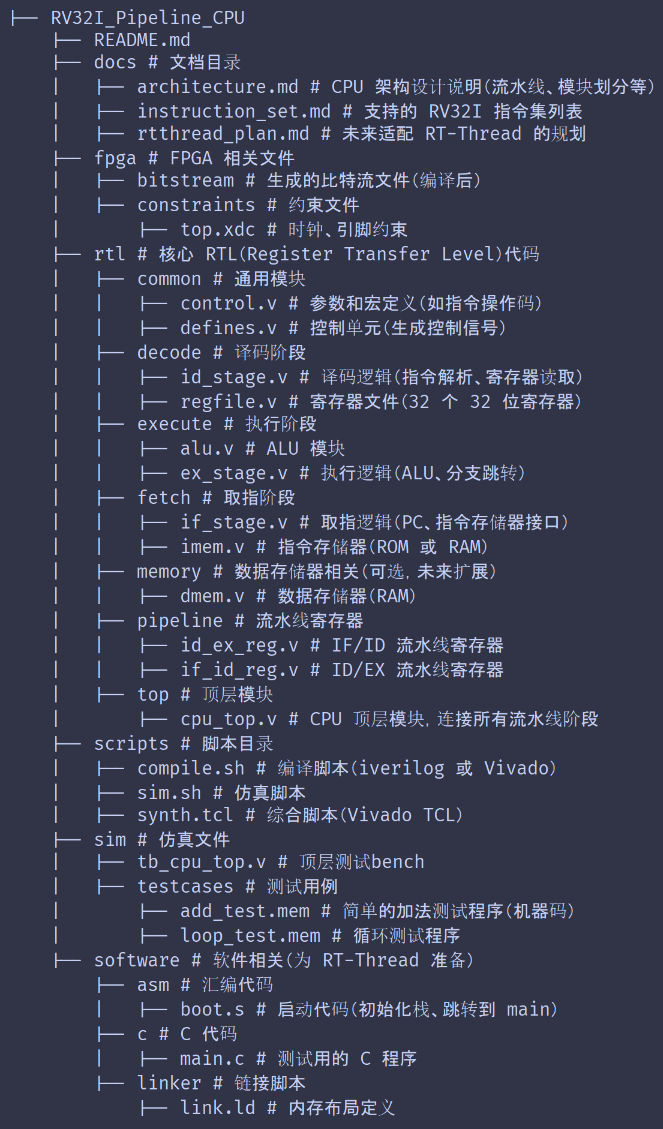 ├── RV32I_Pipeline_CPU
    ├── README.md
    ├── docs # 文档目录
    │   ├── architecture.md # CPU 架构设计说明(流水线、模块划分等)
    │   ├── instruction_set.md # 支持的 RV32I 指令集列表
    │   ├── rtthread_plan.md # 未来适配 RT-Thread 的规划
    ├── fpga # FPGA 相关文件
    │   ├── bitstream # 生成的比特流文件(编译后)
    │   ├── constraints # 约束文件
    │       ├── top.xdc # 时钟、引脚约束
    ├── rtl # 核心 RTL(Register Transfer Level)代码
    │   ├── common # 通用模块
    │   │   ├── control.v # 参数和宏定义(如指令操作码)
    │   │   ├── defines.v # 控制单元(生成控制信号)
    │   ├── decode # 译码阶段
    │   │   ├── id_stage.v # 译码逻辑(指令解析、寄存器读取)
    │   │   ├── regfile.v # 寄存器文件(32 个 32 位寄存器)
    │   ├── execute # 执行阶段
    │   │   ├── alu.v # ALU 模块
    │   │   ├── ex_stage.v # 执行逻辑(ALU、分支跳转)
    │   ├── fetch # 取指阶段
    │   │   ├── if_stage.v # 取指逻辑(PC、指令存储器接口)
    │   │   ├── imem.v # 指令存储器(ROM 或 RAM)
    │   ├── memory # 数据存储器相关(可选，未来扩展)
    │   │   ├── dmem.v # 数据存储器(RAM)
    │   ├── pipeline # 流水线寄存器
    │   │   ├── id_ex_reg.v # IF/ID 流水线寄存器
    │   │   ├── if_id_reg.v # ID/EX 流水线寄存器
    │   ├── top # 顶层模块
    │       ├── cpu_top.v # CPU 顶层模块，连接所有流水线阶段
    ├── scripts # 脚本目录
    │   ├── compile.sh # 编译脚本(iverilog 或 Vivado)
    │   ├── sim.sh # 仿真脚本
    │   ├── synth.tcl # 综合脚本(Vivado TCL)
    ├── sim # 仿真文件
    │   ├── tb_cpu_top.v # 顶层测试bench
    │   ├── testcases # 测试用例
    │       ├── add_test.mem # 简单的加法测试程序(机器码)
    │       ├── loop_test.mem # 循环测试程序
    ├── software # 软件相关(为 RT-Thread 准备)
        ├── asm # 汇编代码
        │   ├── boot.s # 启动代码(初始化栈、跳转到 main)
        ├── c # C 代码
        │   ├── main.c # 测试用的 C 程序
        ├── linker # 链接脚本
            ├── link.ld # 内存布局定义